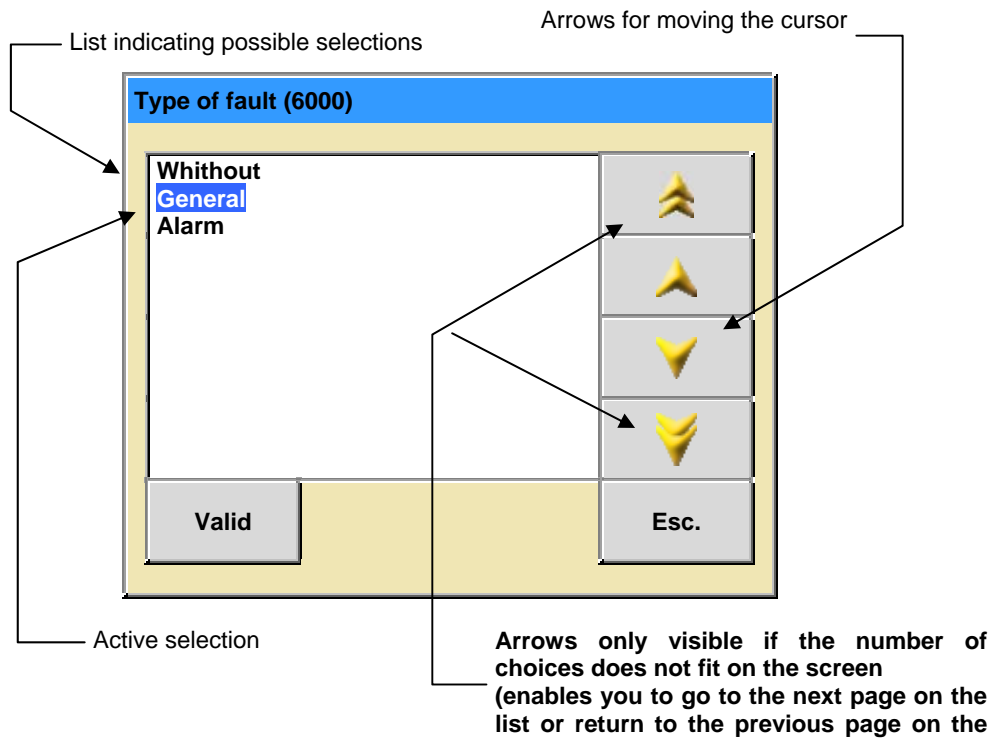 Arrows for moving the cursor
List indicating possible selections
Type of fault (6000)
Whithout
General
Alarm
Valid
Esc.
Active selection
Arrows only visible if the number of
choices does not fit on the screen
(enables you to go to the next page on the
list or return to the previous page on the